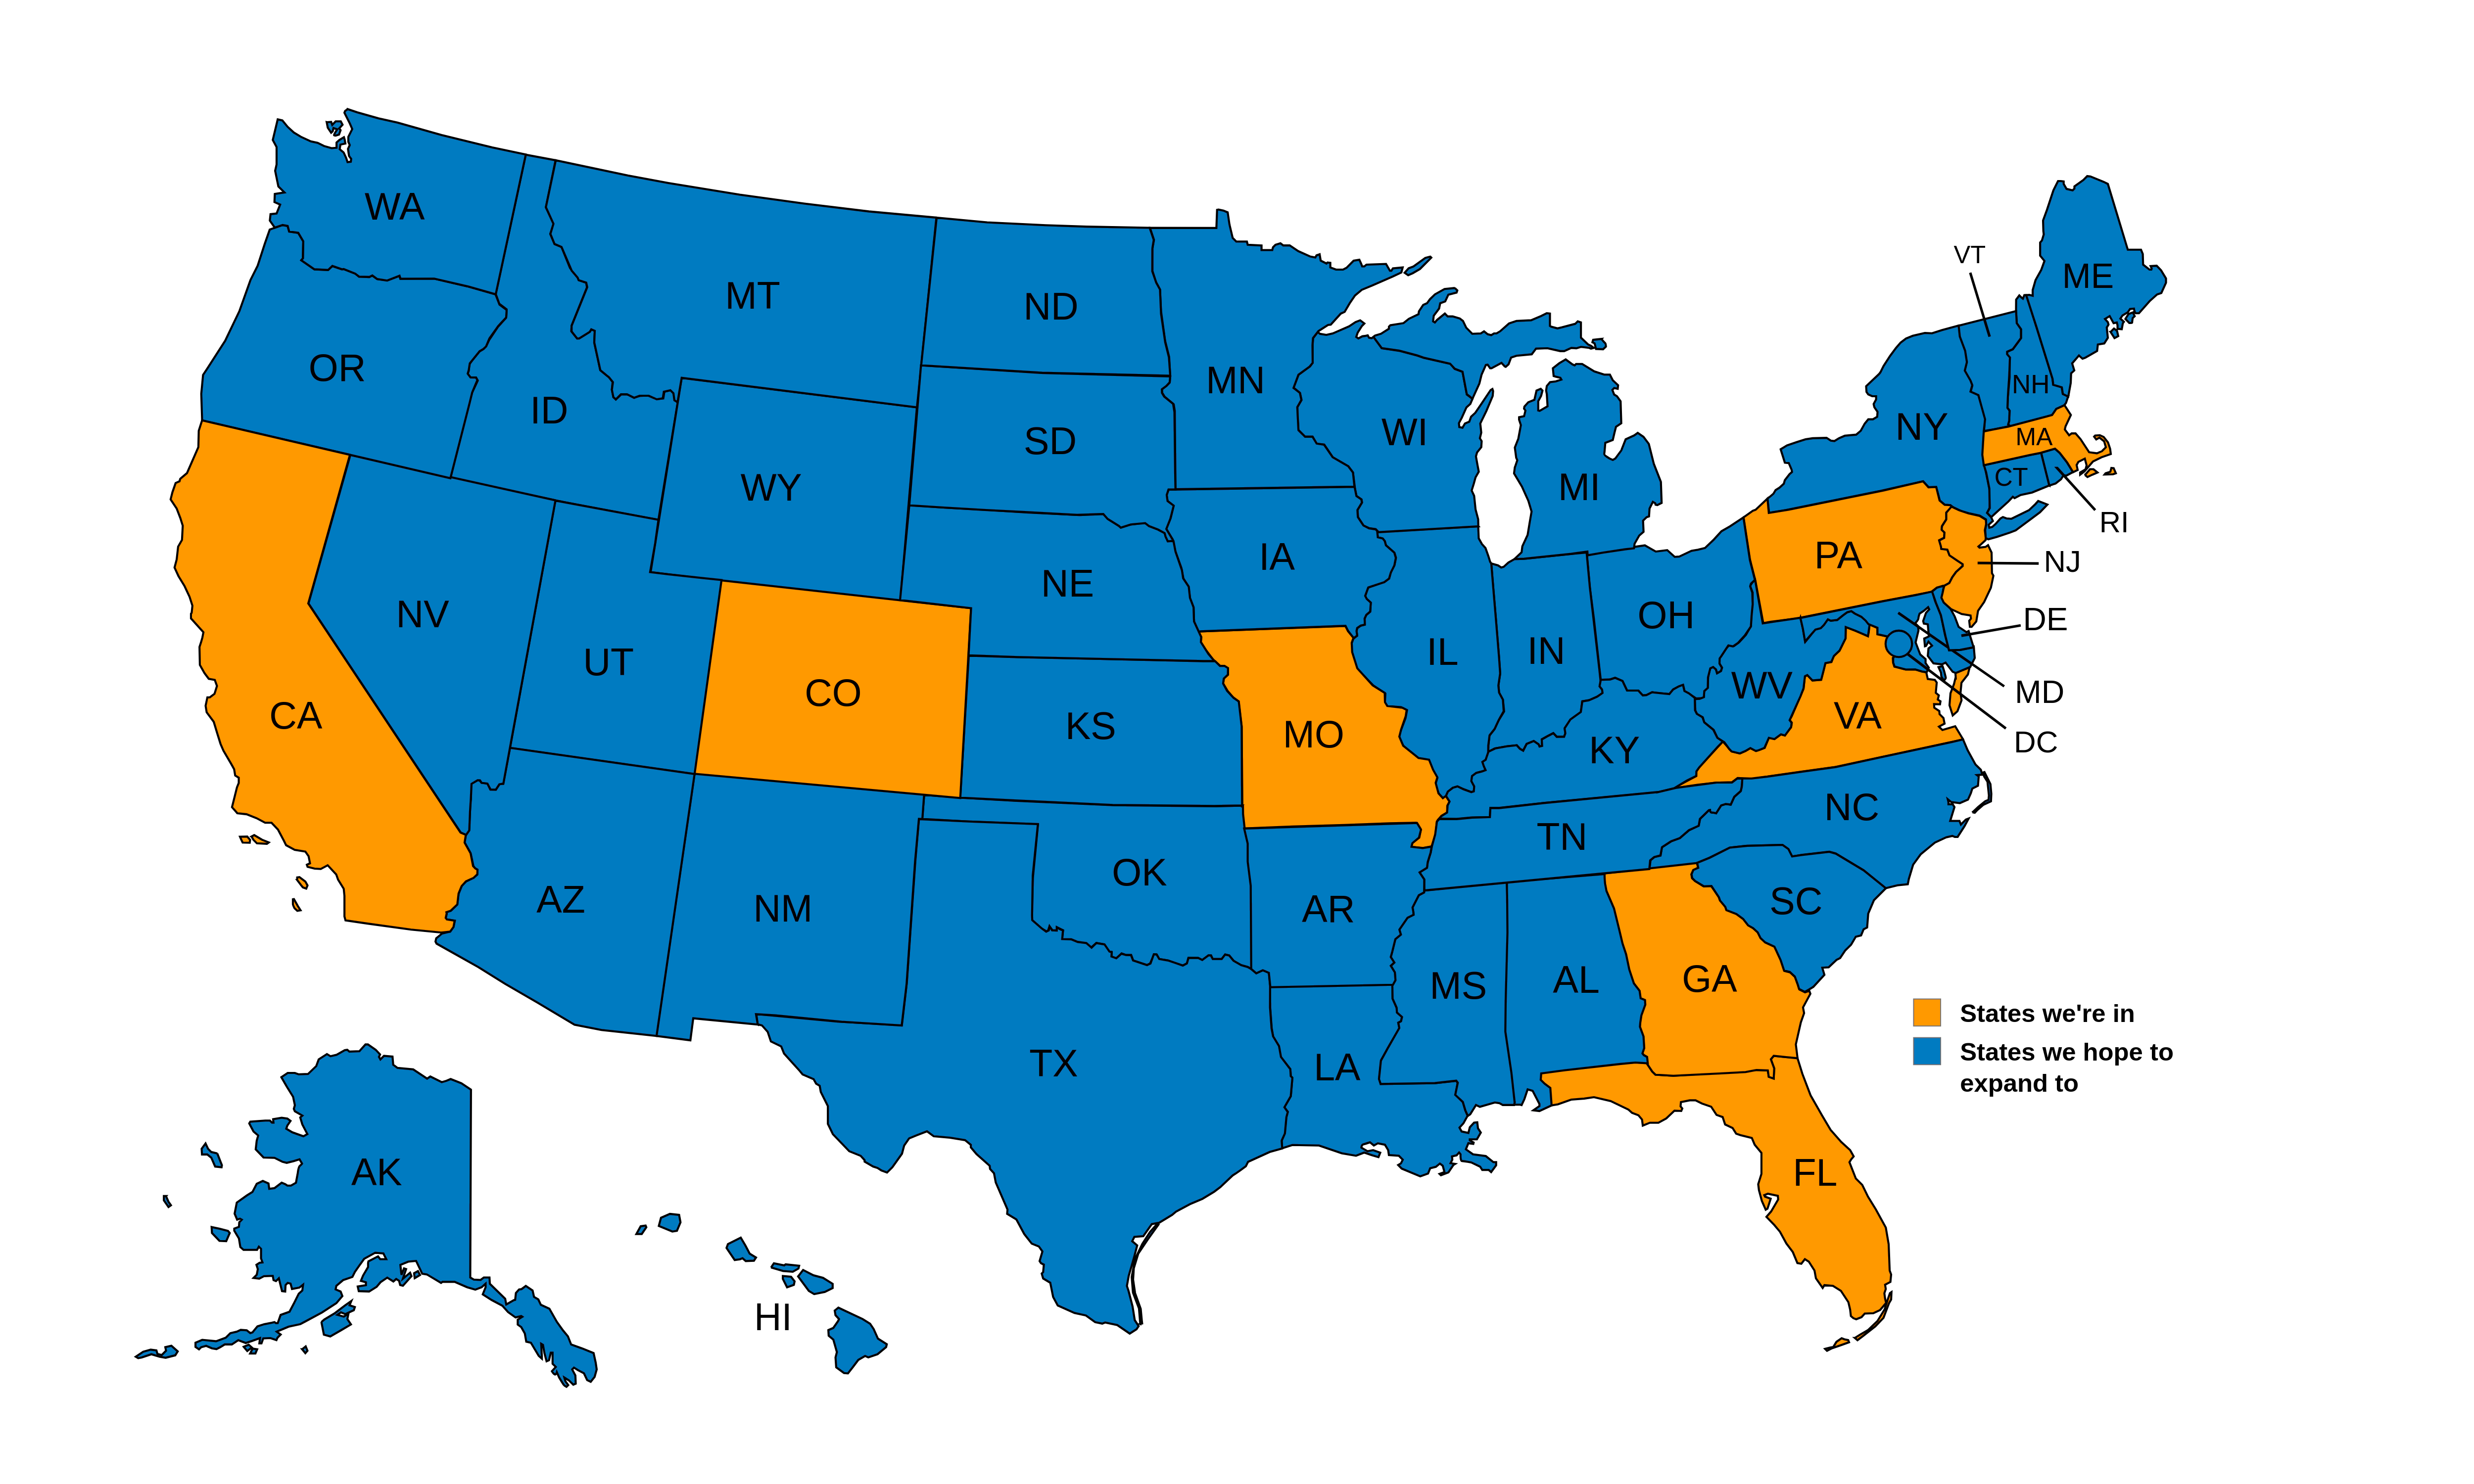 WA
OR
CA
NV
ID
MT
WY
UT
CO
AZ
NM
ND
SD
NE
KS
OK
TX
MN
IA
MO
AR
LA
WI
IL
MI
IN
OH
KY
TN
MS
AL
GA
FL
SC
NC
VA
WV
PA
NY
VT
NH
ME
MA
CT
RI
NJ
DE
MD
DC
AK
HI
States we're in
States we hope to
expand to